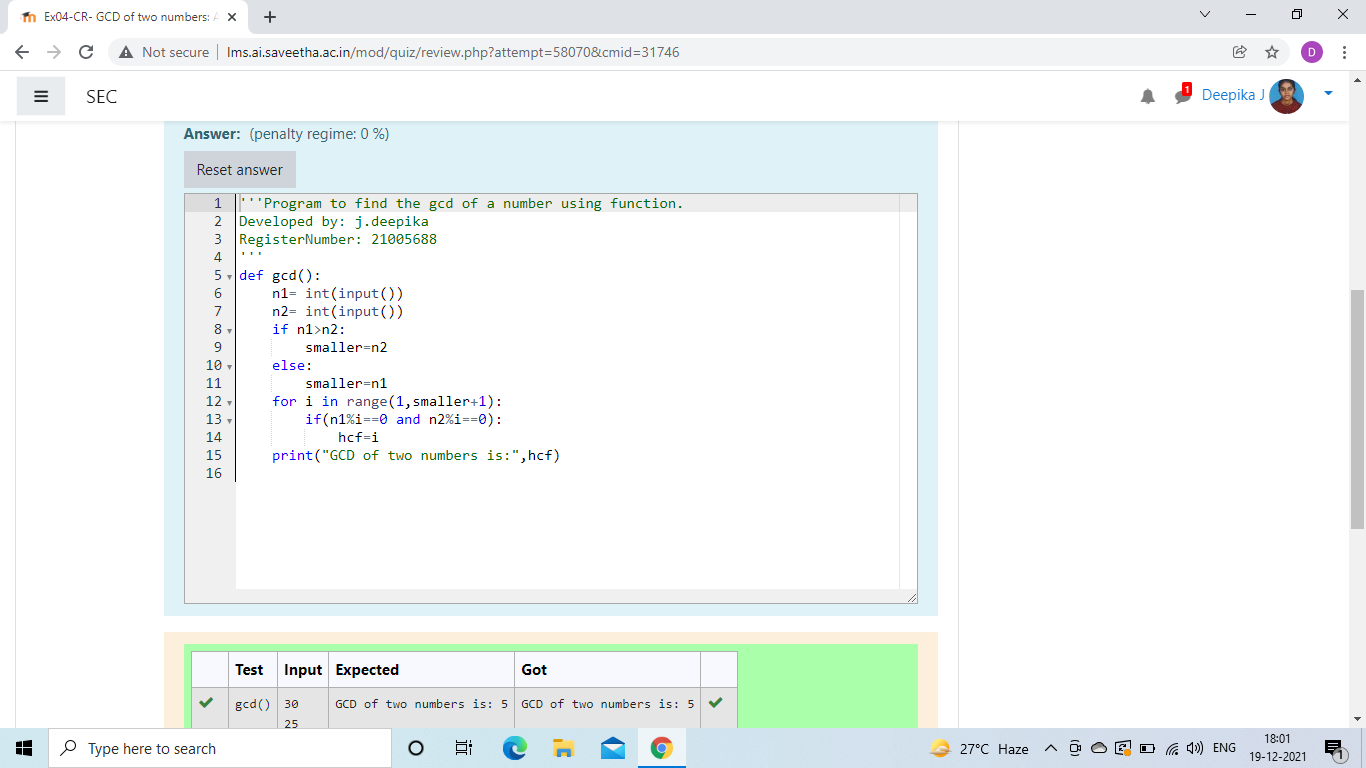 Ex04-CR- GCD of two numbers:
Not secure | lms.ai.saveetha.ac.in/mod/quiz/review.php?attempt=58070&cmid=31746
D
SEC
1
Deepika J
Answer: (penalty regime: 0 %)
Reset answer
1 '''Program to find the gcd of a number using function.
2 Developed by: j.deepika
3 RegisterNumber: 21005688
4 '''
5 def gcd():
6 n1= int(input())
7 n2= int(input())
8 if n1>n2:
9 smaller=n2
10 else:
11 smaller=n1
12 for i in range(1,smaller+1):
13 if(n1%i==0 and n2%i==0):
14 hcf=i
15 print("GCD of two numbers is:",hcf)
16
Test Input Expected Got
gcd() 30 GCD of two numbers is: 5 GCD of two numbers is: 5
25
Type here to search
27°C Haze
ENG
18:01
19-12-2021
1